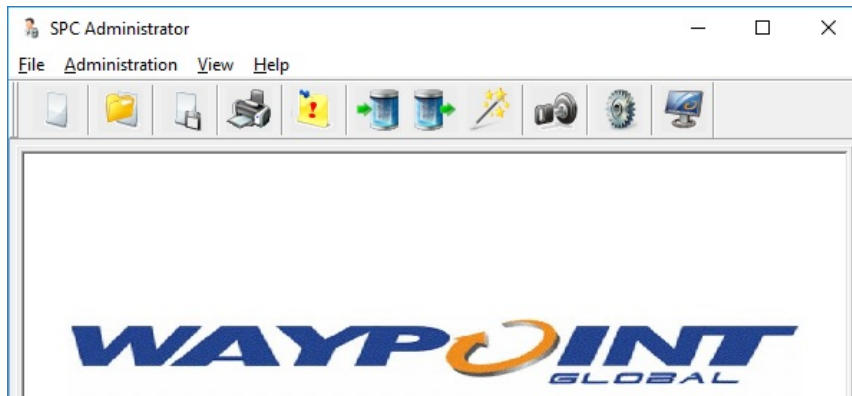 SPC Administrator
File Administration View Help
WAYPOINT
GLOBAL